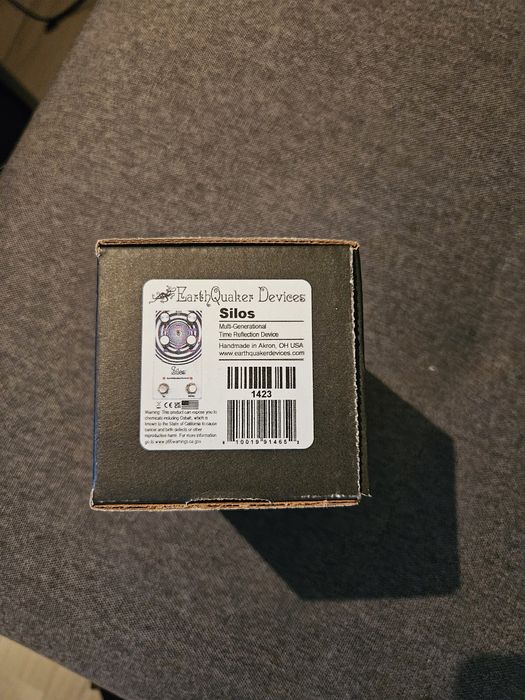 EarthQuaker Devices
Silos
Multi-Generational
Time Reflection Device
Handmade in Akron, OH USA
www.earthquakerdevices.com
1423
Silos
Warning: This product can expose you to
chemicals including Cobalt, which is
known to the State of California to cause
cancer and birth defects or other
reproductive harm. For more information
go to www.p65warnings.ca.gov